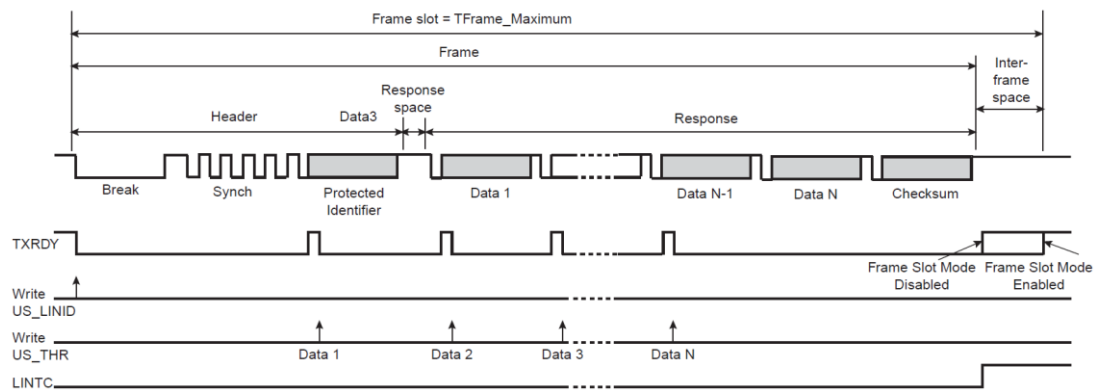 Frame slot = TFrame_Maximum
Frame
Inter-
frame
space
Response
space
Header
Data3
Response
Break
Synch
Protected
Identifier
Data 1
Data N-1
Data N
Checksum
TXRDY
Frame Slot Mode
Disabled
Frame Slot Mode
Enabled
Write
US_LINID
Write
US_THR
Data 1
Data 2
Data 3
Data N
LINTC